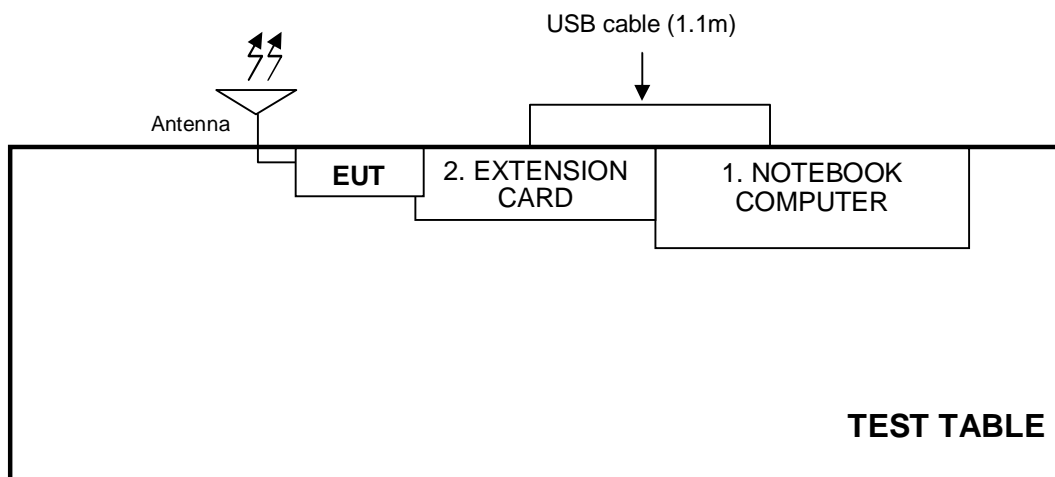 USB cable (1.1m)
Antenna
EUT
2. EXTENSION
CARD
1. NOTEBOOK
COMPUTER
TEST TABLE